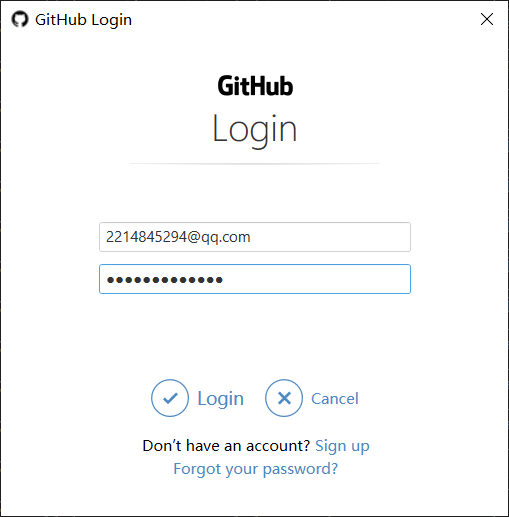 GitHub Login
GitHub
Login
2214845294@qq.com
●●●●●●●●●●●●●
Login Cancel
Don’t have an account? Sign up
Forgot your password?